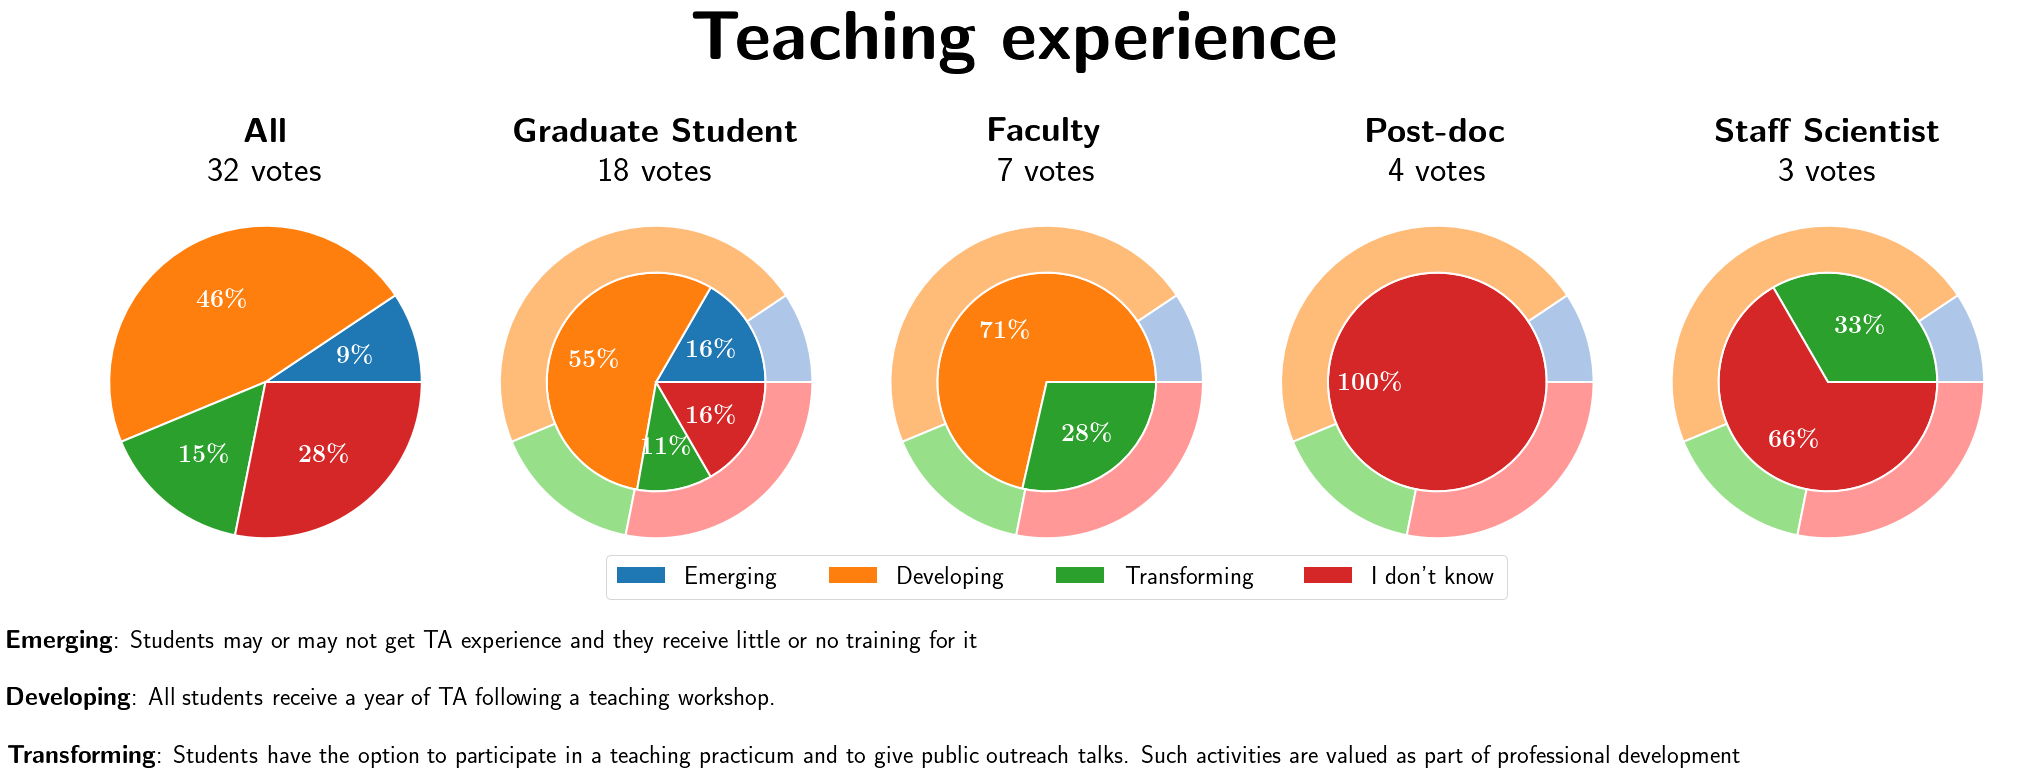 Teaching experience
All
32 votes
Graduate Student
18 votes
Faculty
7 votes
Post-doc
4 votes
Staff Scientist
3 votes
46%
9%
15%
28%
55%
16%
16%
11%
71%
28%
100%
33%
66%
Emerging
Developing
Transforming
I don't know
Emerging: Students may or may not get TA experience and they receive little or no training for it
Developing: All students receive a year of TA following a teaching workshop.
Transforming: Students have the option to participate in a teaching practicum and to give public outreach talks. Such activities are valued as part of professional development